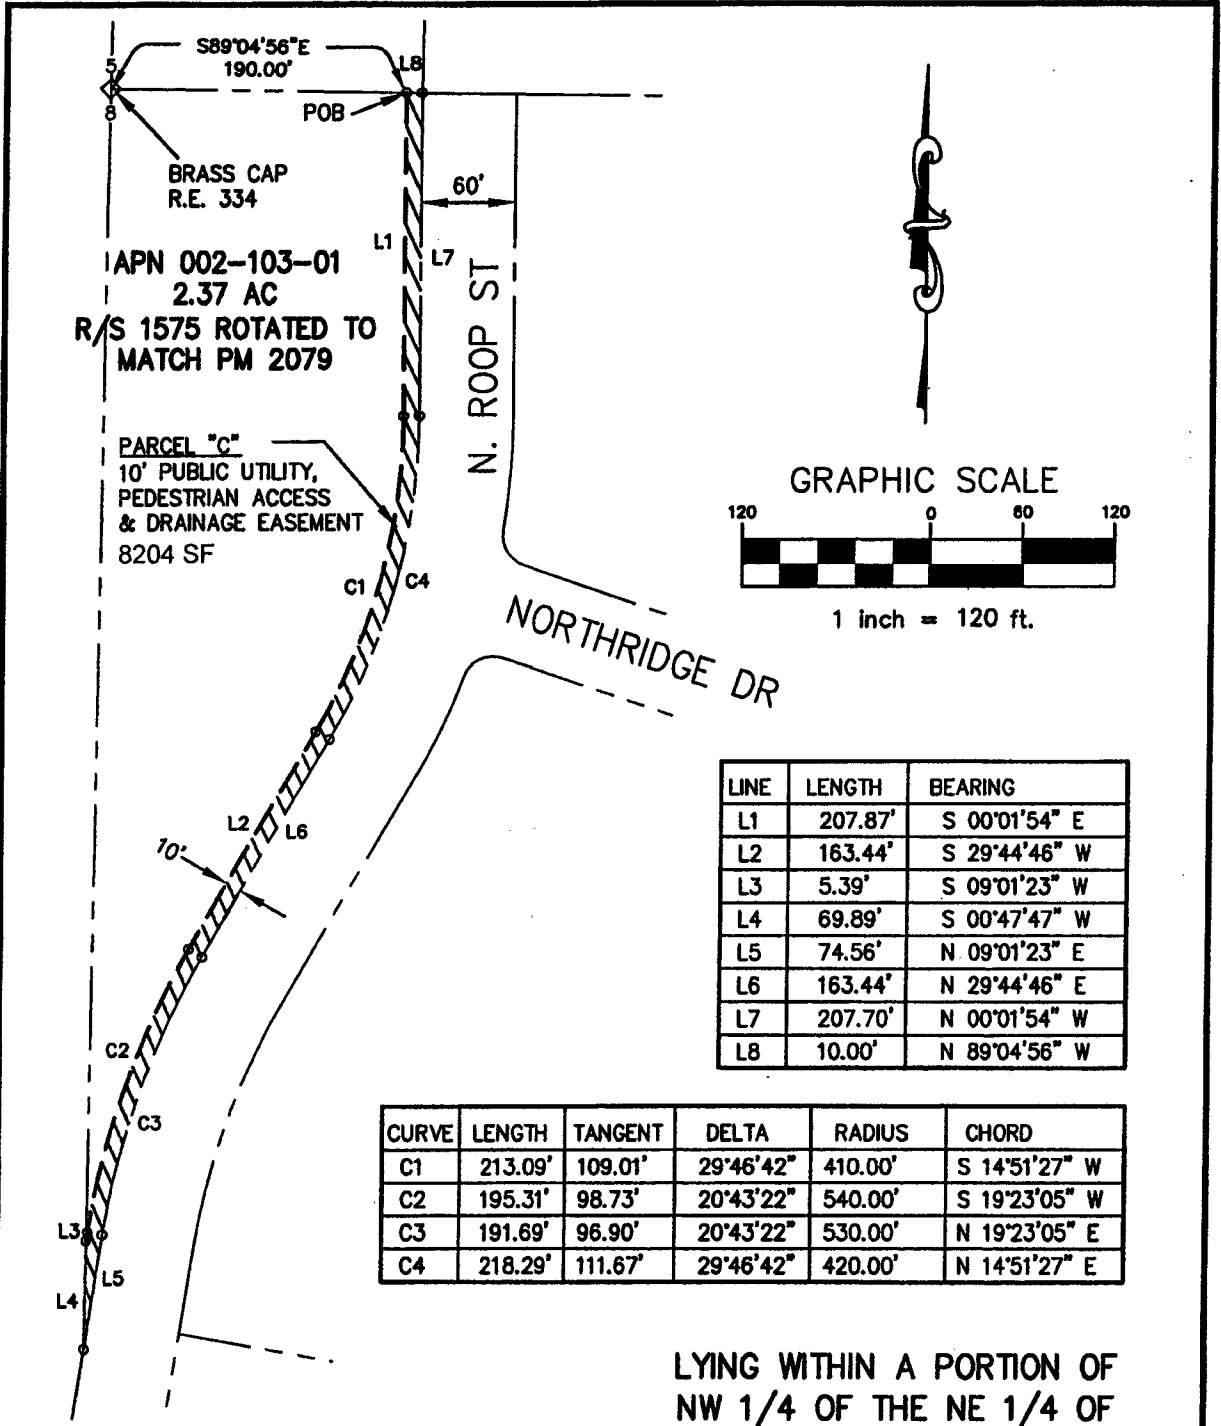 S89°04'56"E
190.00'
L8
5
8
POB
BRASS CAP
R.E. 334
60'
L1
L7
APN 002-103-01
2.37 AC
R/S 1575 ROTATED TO
MATCH PM 2079
N. ROOP ST
PARCEL "C"
10' PUBLIC UTILITY,
PEDESTRIAN ACCESS
& DRAINAGE EASEMENT
8204 SF
GRAPHIC SCALE
120 0 60 120
1 inch = 120 ft.
C1
C4
NORTHRIDGE DR
L2
L6
10'
LINE LENGTH BEARING
L1 207.87' S 00°01'54" E
L2 163.44' S 29°44'46" W
L3 5.39' S 09°01'23" W
L4 69.89' S 00°47'47" W
L5 74.56' N 09°01'23" E
L6 163.44' N 29°44'46" E
L7 207.70' N 00°01'54" W
L8 10.00' N 89°04'56" W
C2
C3
CURVE LENGTH TANGENT DELTA RADIUS CHORD
C1 213.09' 109.01' 29°46'42" 410.00' S 14°51'27" W
C2 195.31' 98.73' 20°43'22" 540.00' S 19°23'05" W
C3 191.69' 96.90' 20°43'22" 530.00' N 19°23'05" E
C4 218.29' 111.67' 29°46'42" 420.00' N 14°51'27" E
L3
L5
L4
LYING WITHIN A PORTION OF
NW 1/4 OF THE NE 1/4 OF